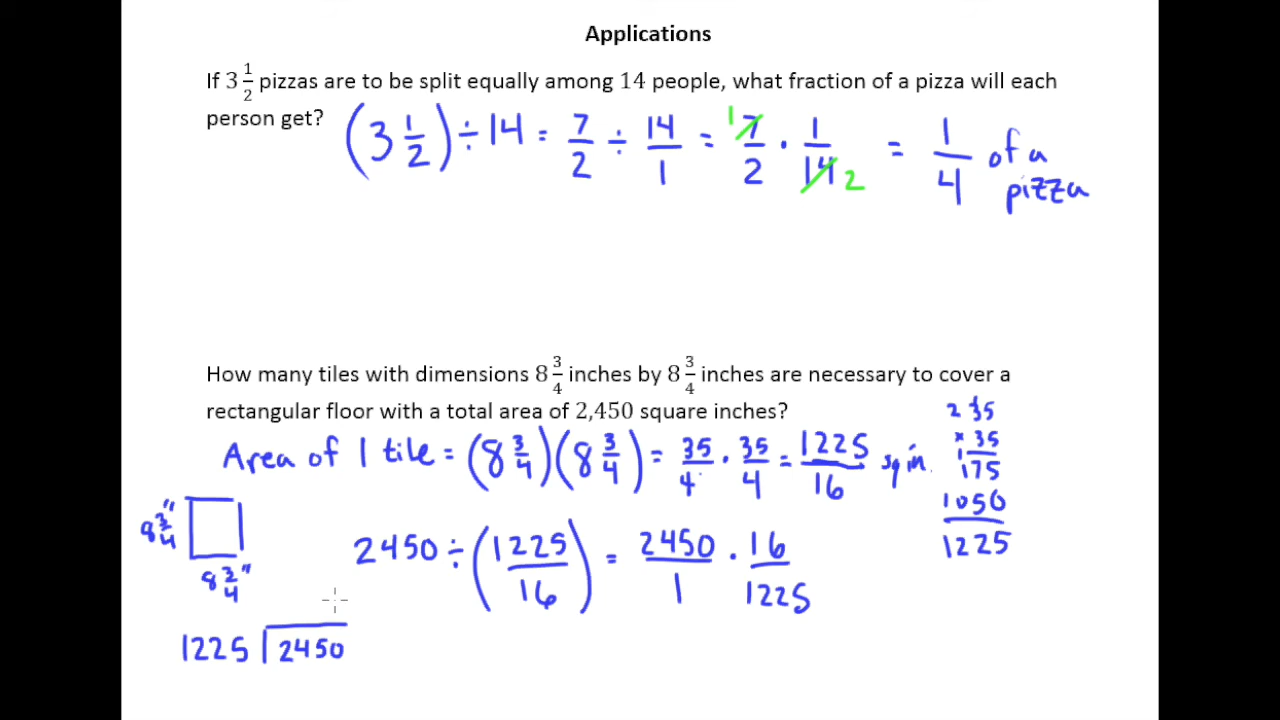 Applications
If 3 1/2 pizzas are to be split equally among 14 people, what fraction of a pizza will each
person get? (3 1/2) ÷ 14 = 7/2 ÷ 14/1 = 7/2 · 1/14 = 1/4 of a
1 2
pizza
How many tiles with dimensions 8 3/4 inches by 8 3/4 inches are necessary to cover a
rectangular floor with a total area of 2,450 square inches?
Area of 1 tile = (8 3/4)(8 3/4) = 35/4 · 35/4 = 1225/16 sq in.
2 35
× 35
175
1050
1225
8 3/4"
8 3/4"
2450 ÷ (1225/16) = 2450/1 · 16/1225
1225 2450